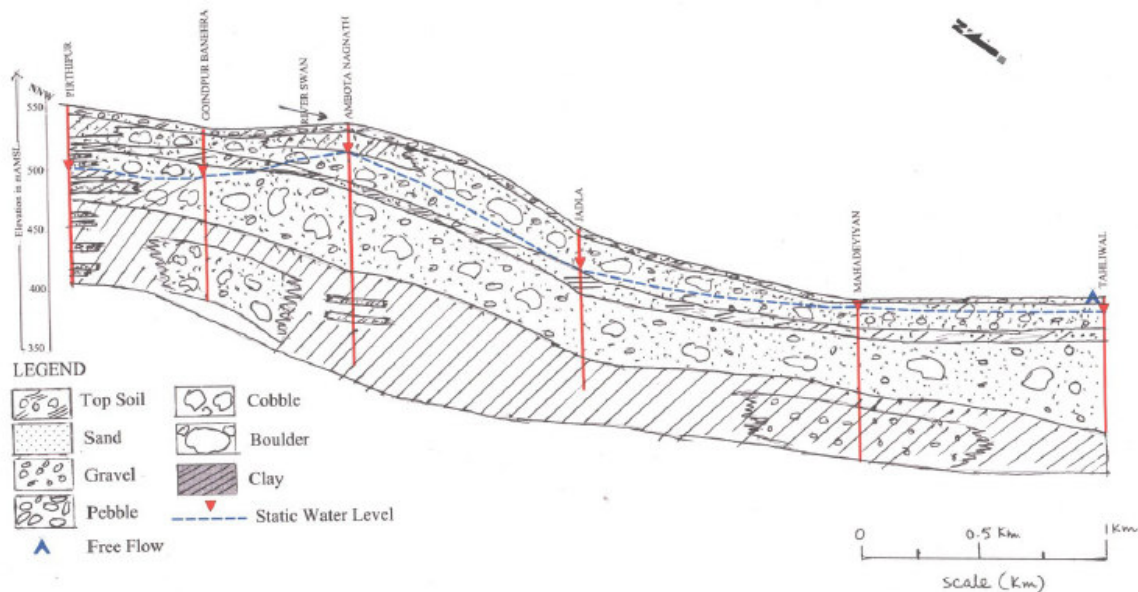 N
NNW
PIRTHIPUR
GOINDPUR BANEHRA
RIVER SWAN
AMBOTA NAGNATH
JADLA
MAHADEVIYAN
TAHLIWAL
Elevation in mAMSL
550
500
450
400
350
LEGEND
Top Soil
Cobble
Sand
Boulder
Gravel
Clay
Pebble
Static Water Level
Free Flow
0
0.5 Km
1 Km
scale (Km)